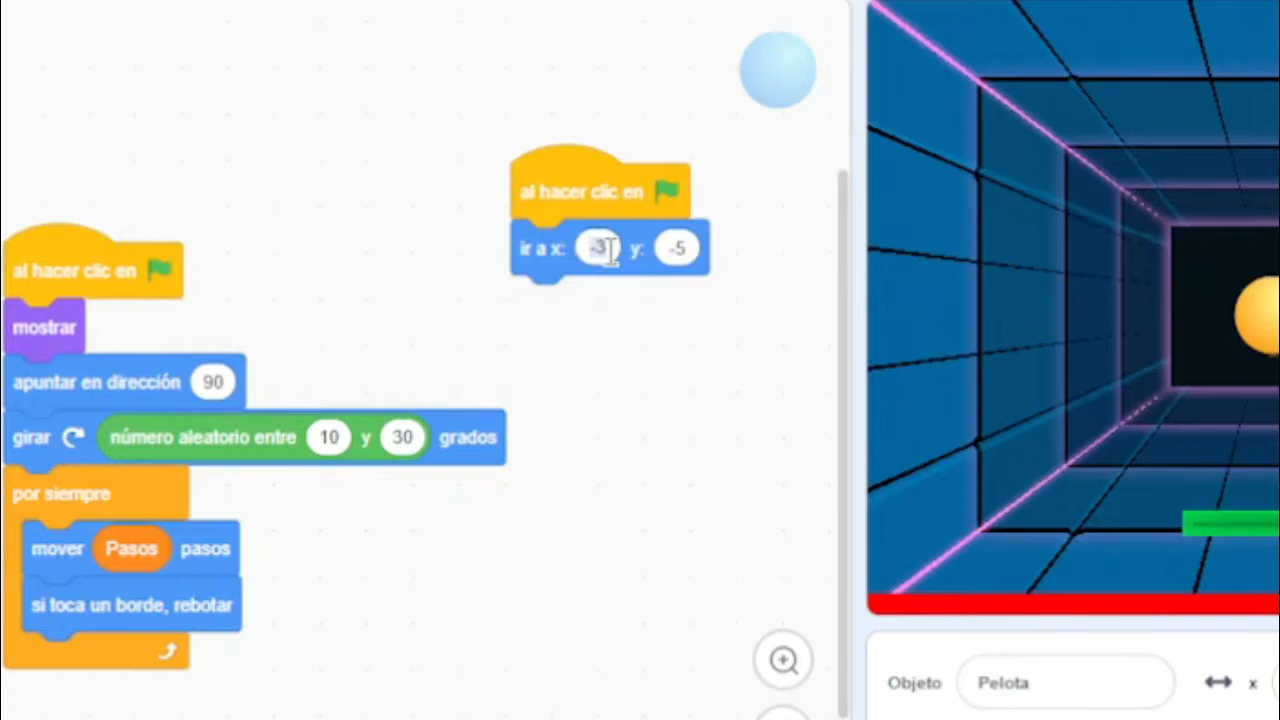 al hacer clic en
ir a x: -3 y: -5
al hacer clic en
mostrar
apuntar en dirección 90
girar número aleatorio entre 10 y 30 grados
por siempre
mover Pasos pasos
si toca un borde, rebotar
Objeto Pelota x